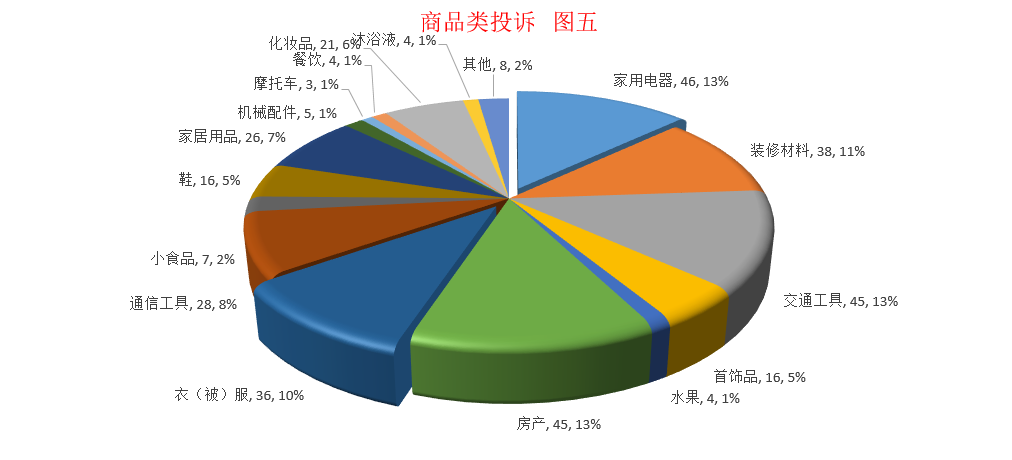 商品类投诉 图五
家用电器, 46, 13%
装修材料, 38, 11%
交通工具, 45, 13%
首饰品, 16, 5%
水果, 4, 1%
房产, 45, 13%
衣（被）服, 36, 10%
通信工具, 28, 8%
小食品, 7, 2%
鞋, 16, 5%
家居用品, 26, 7%
机械配件, 5, 1%
摩托车, 3, 1%
餐饮, 4, 1%
化妆品, 21, 6%
沐浴液, 4, 1%
其他, 8, 2%